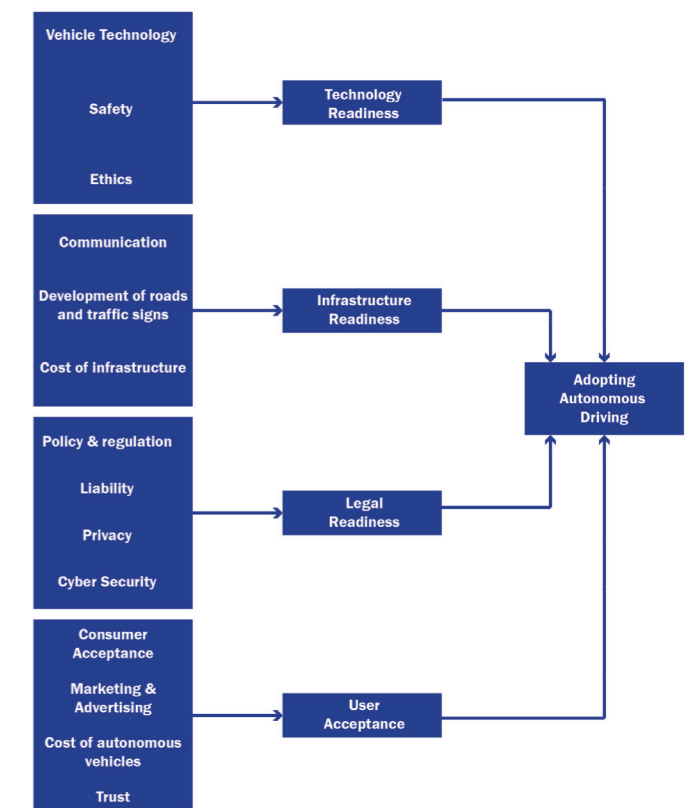 Vehicle Technology
Safety
Ethics
Technology
Readiness
Communication
Development of roads
and traffic signs
Cost of infrastructure
Infrastructure
Readiness
Adopting
Autonomous
Driving
Policy & regulation
Liability
Privacy
Cyber Security
Legal
Readiness
Consumer
Acceptance
Marketing &
Advertising
Cost of autonomous
vehicles
Trust
User
Acceptance